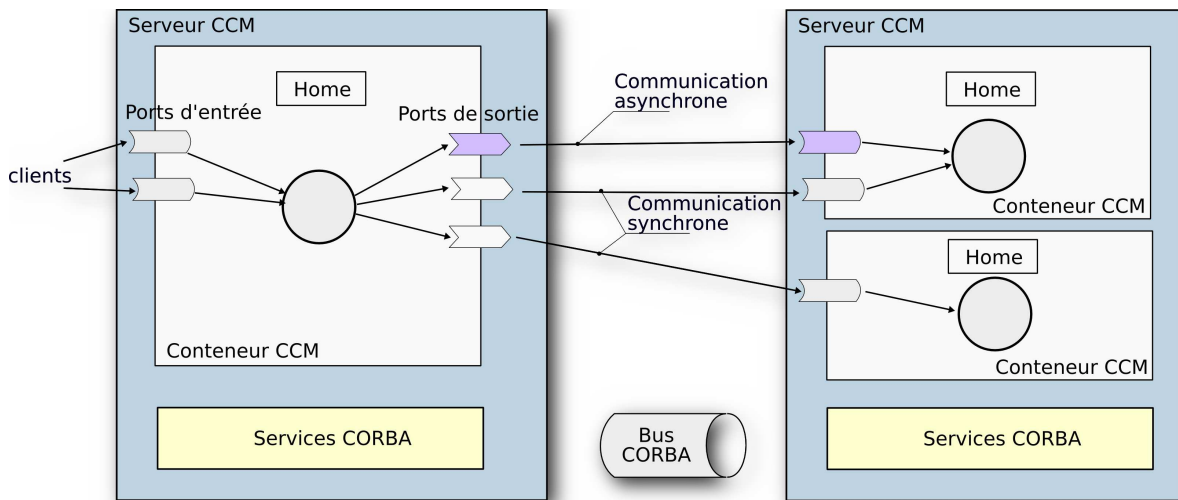 Serveur CCM
Home
Ports d'entrée
Ports de sortie
clients
Conteneur CCM
Services CORBA
Communication
asynchrone
Communication
synchrone
Bus
CORBA
Serveur CCM
Home
Conteneur CCM
Home
Conteneur CCM
Services CORBA